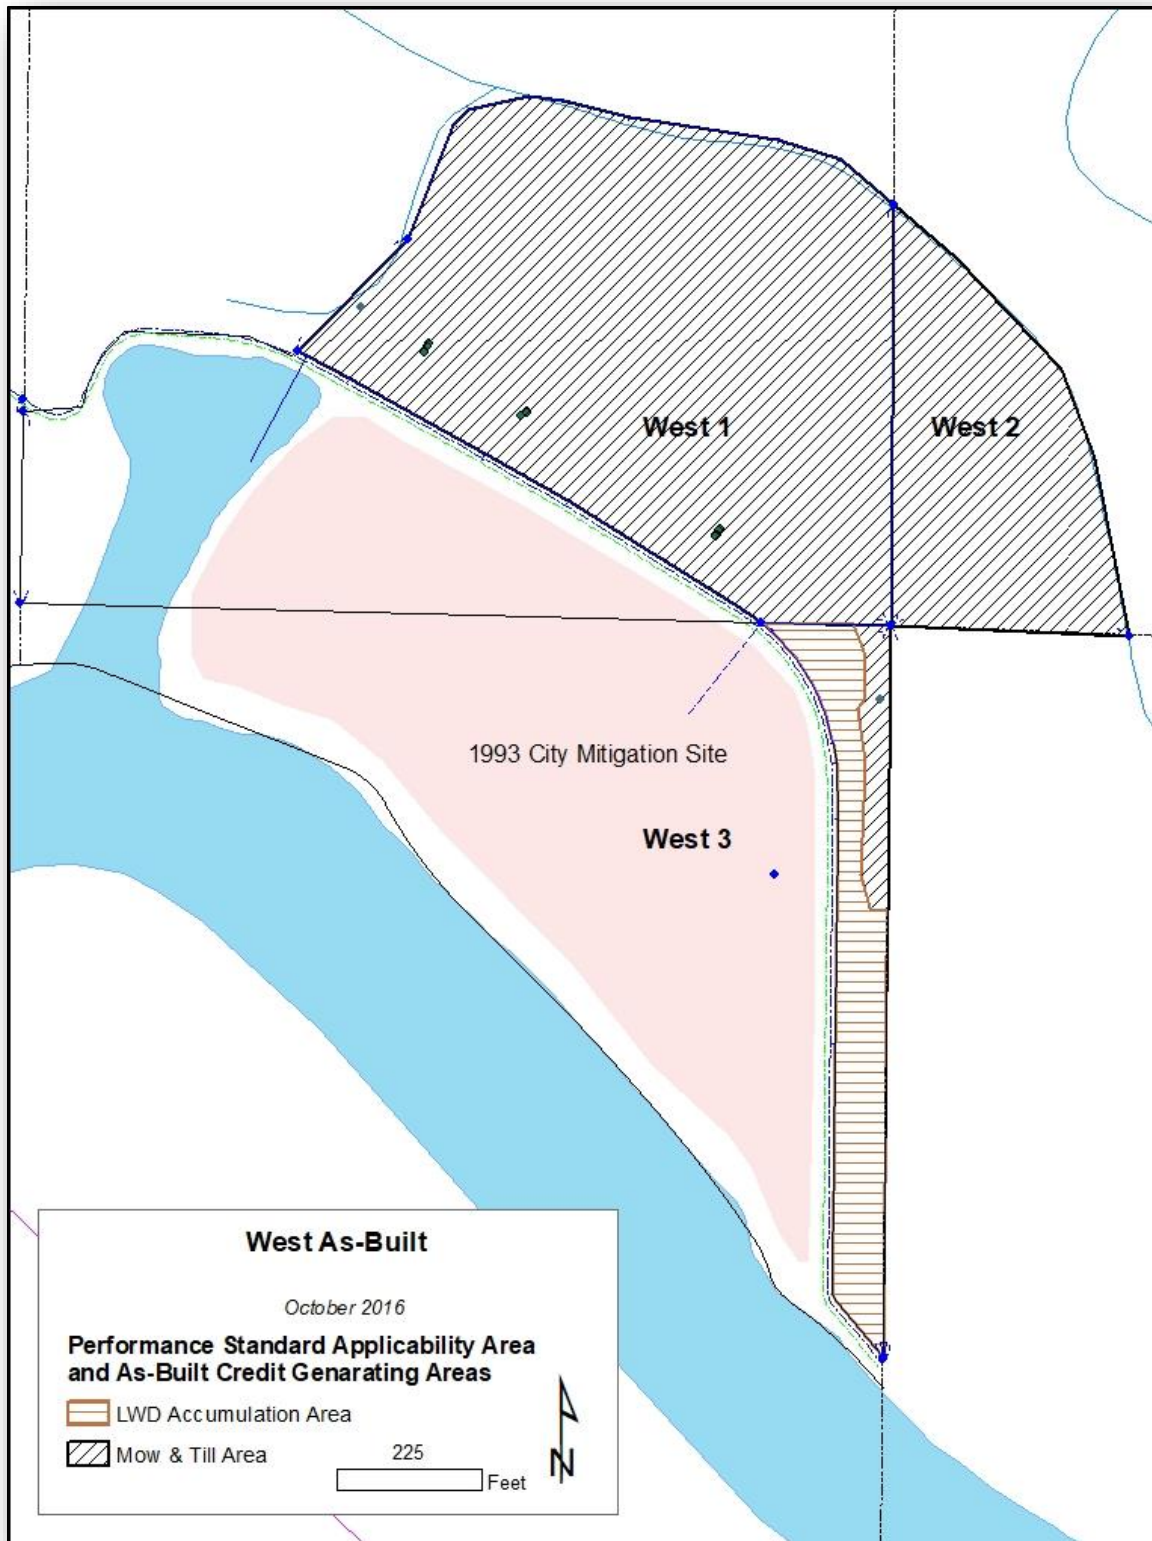 West 1
West 2
1993 City Mitigation Site
West 3
West As-Built
October 2016
Performance Standard Applicability Area
and As-Built Credit Genarating Areas
LWD Accumulation Area
Mow & Till Area
225
Feet
N